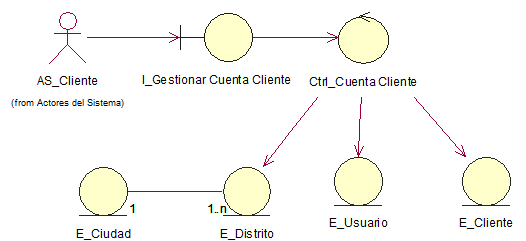 AS_Cliente
(from Actores del Sistema)
I_Gestionar Cuenta Cliente
Ctrl_Cuenta Cliente
1
1..n
E_Ciudad
E_Distrito
E_Usuario
E_Cliente